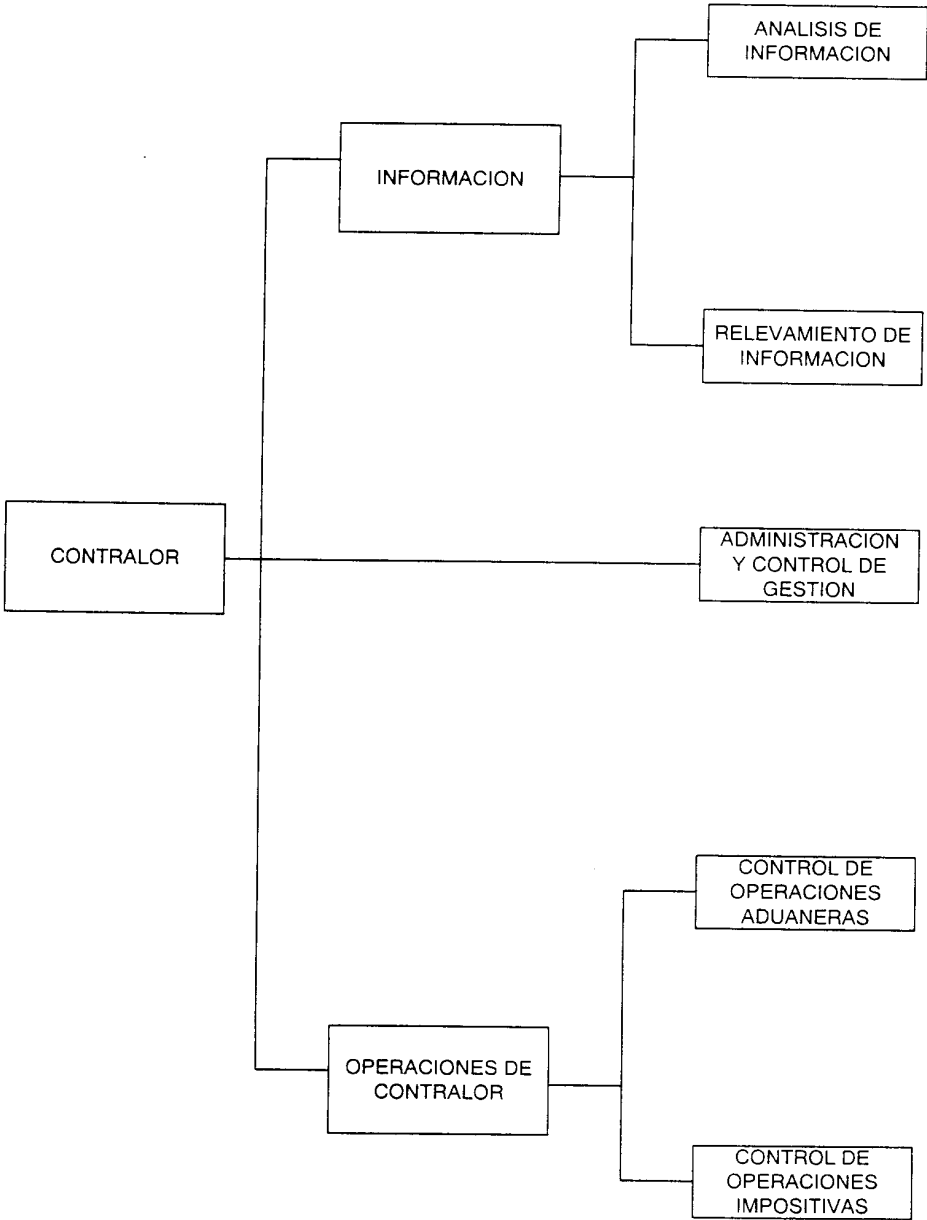 ANALISIS DE
INFORMACION
INFORMACION
RELEVAMIENTO DE
INFORMACION
CONTRALOR
ADMINISTRACION
Y CONTROL DE
GESTION
CONTROL DE
OPERACIONES
ADUANERAS
OPERACIONES DE
CONTRALOR
CONTROL DE
OPERACIONES
IMPOSITIVAS